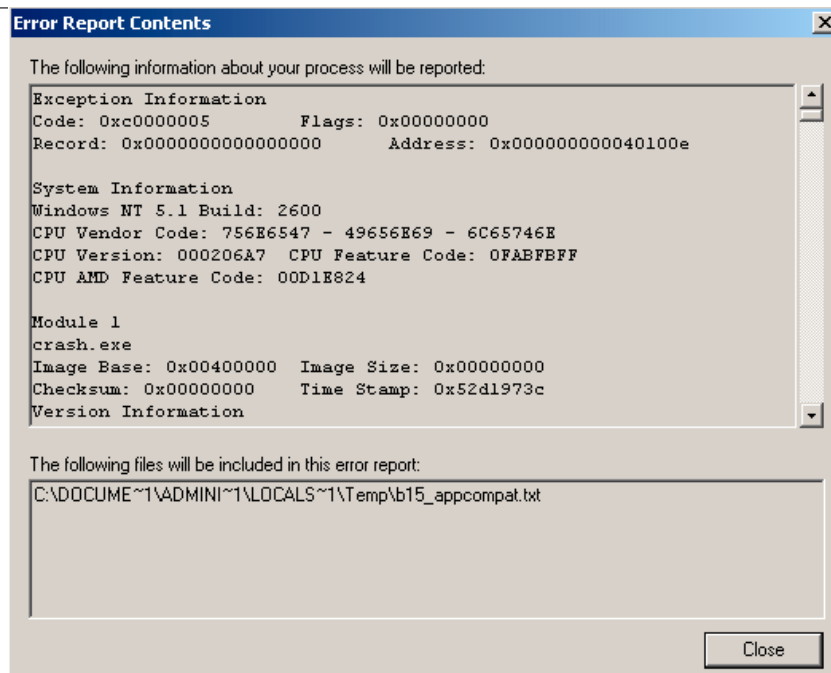 Error Report Contents
The following information about your process will be reported:
Exception Information
Code: 0xc0000005 Flags: 0x00000000
Record: 0x0000000000000000 Address: 0x000000000040100e
System Information
Windows NT 5.1 Build: 2600
CPU Vendor Code: 756E6547 - 49656E69 - 6C65746E
CPU Version: 000206A7 CPU Feature Code: 0FABFBFF
CPU AMD Feature Code: 00D1E824
Module 1
crash.exe
Image Base: 0x00400000 Image Size: 0x00000000
Checksum: 0x00000000 Time Stamp: 0x52d1973c
Version Information
The following files will be included in this error report:
C:\DOCUME~1\ADMINI~1\LOCALS~1\Temp\b15_appcompat.txt
Close